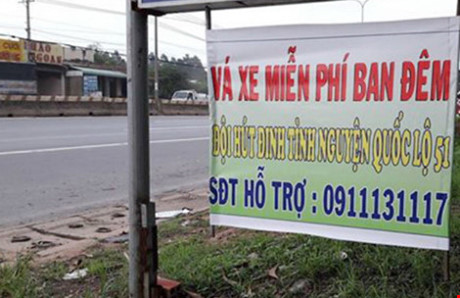 VÁ XE MIỄN PHÍ BAN ĐÊM
ĐỘI HÚT ĐINH TÌNH NGUYỆN QUỐC LỘ 51
SĐT HỖ TRỢ : 0911131117